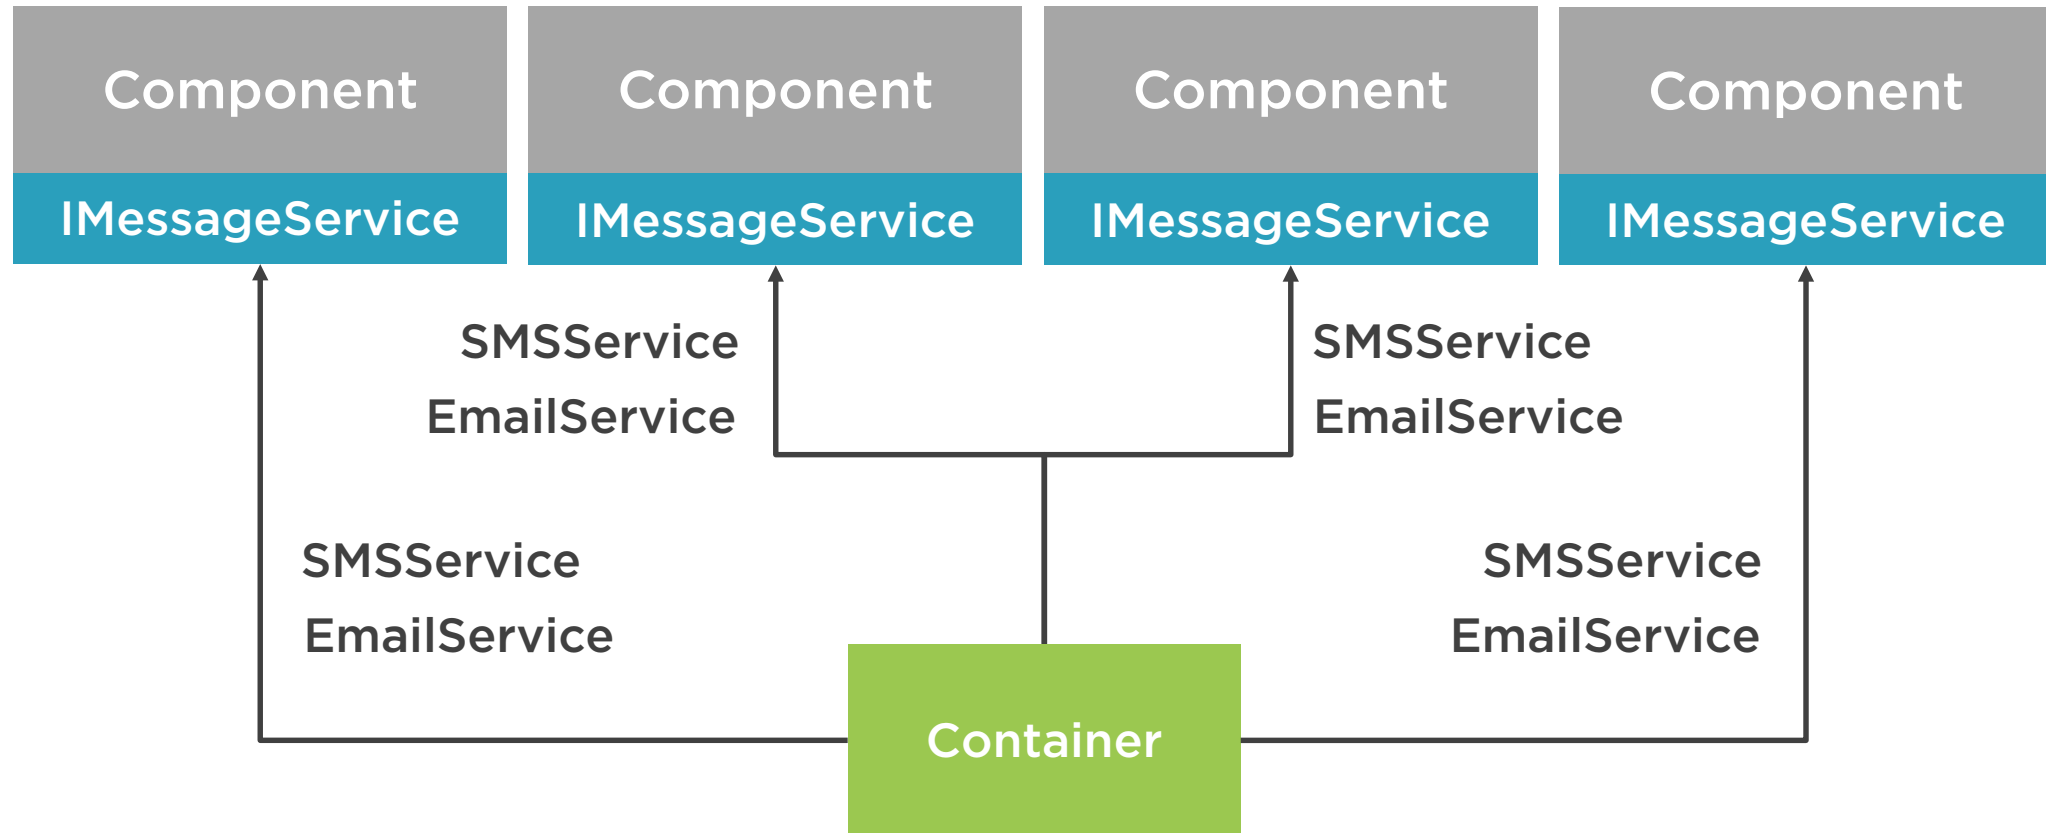 Component
Component
Component
Component
IMessageService
IMessageService
IMessageService
IMessageService
SMSService
EmailService
SMSService
EmailService
SMSService
EmailService
SMSService
EmailService
Container